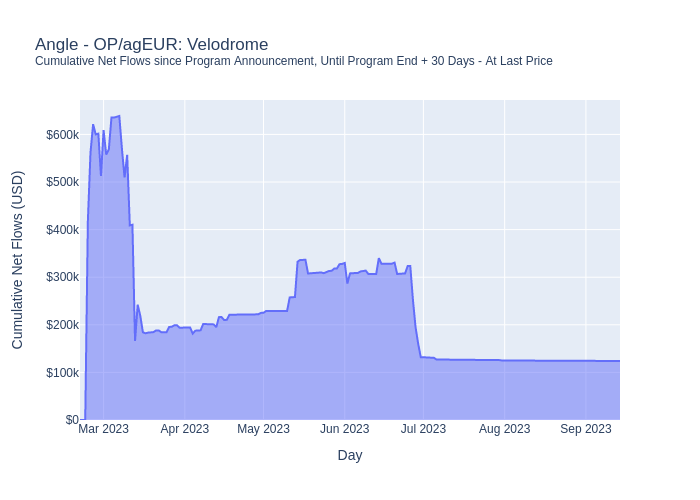 Angle - OP/agEUR: Velodrome
Cumulative Net Flows since Program Announcement, Until Program End + 30 Days - At Last Price
Cumulative Net Flows (USD)
$600k
$500k
$400k
$300k
$200k
$100k
$0
Mar 2023
Apr 2023
May 2023
Jun 2023
Jul 2023
Aug 2023
Sep 2023
Day